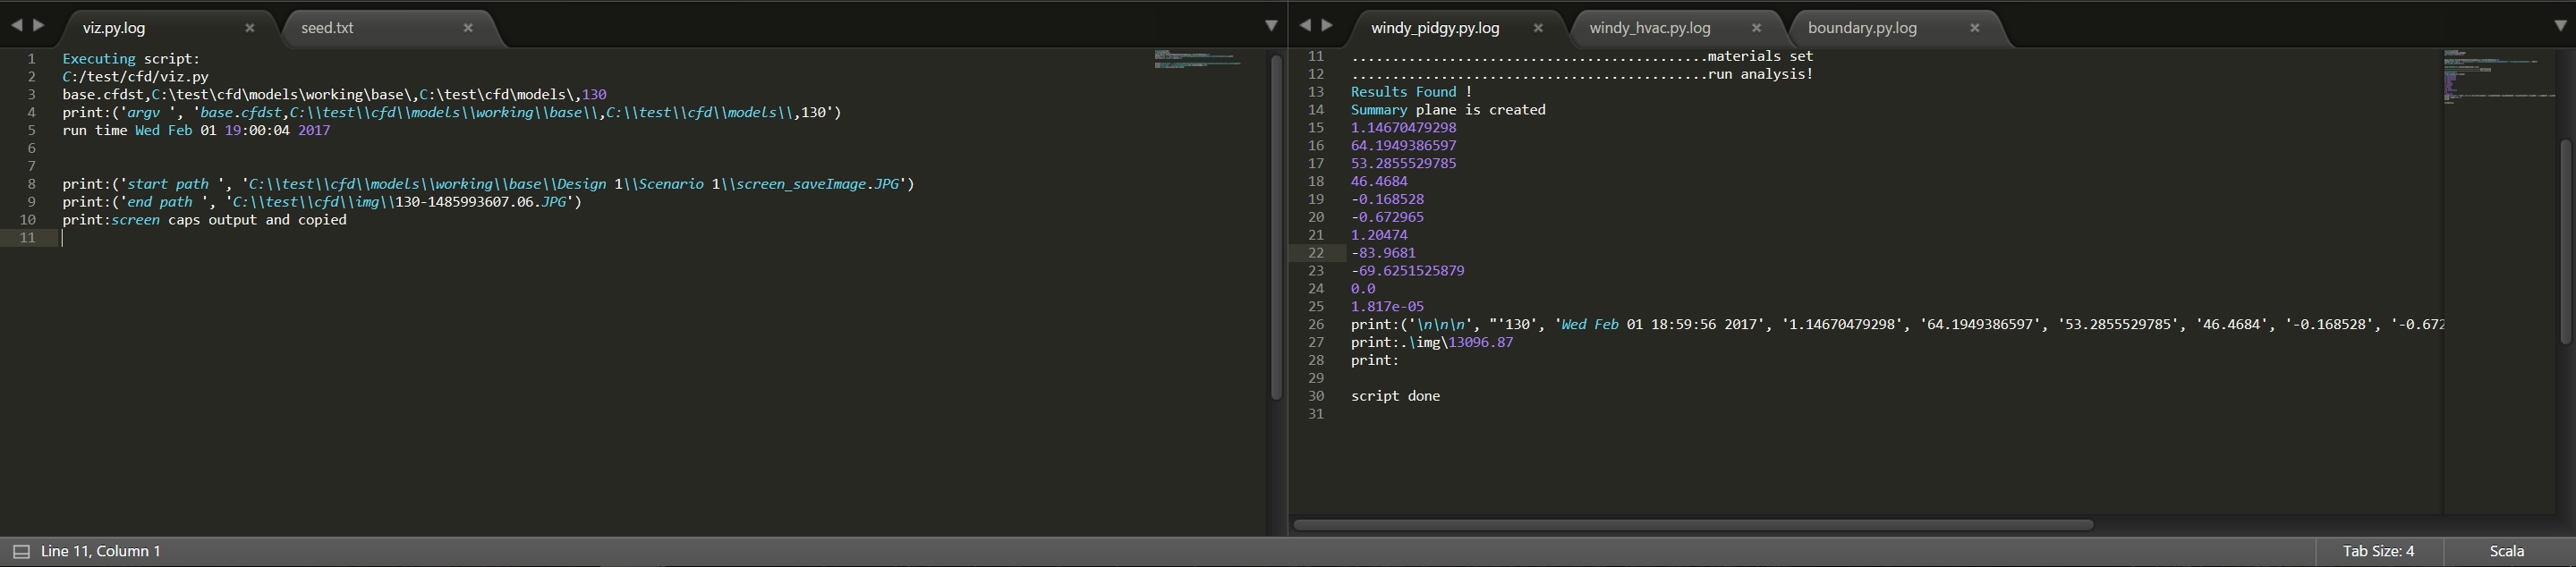 viz.py.log
seed.txt
1 Executing script:
2 C:/test/cfd/viz.py
3 base.cfdst,C:\test\cfd\models\working\base\,C:\test\cfd\models\,130
4 print:('argv ', 'base.cfdst,C:\\test\\cfd\\models\\working\\base\\,C:\\test\\cfd\\models\\,130')
5 run time Wed Feb 01 19:00:04 2017
6
7
8 print:('start path ', 'C:\\test\\cfd\\models\\working\\base\\Design 1\\Scenario 1\\screen_saveImage.JPG')
9 print:('end path ', 'C:\\test\\cfd\\img\\130-1485993607.06.JPG')
10 print:screen caps output and copied
11
windy_pidgy.py.log
windy_hvac.py.log
boundary.py.log
11 ............................................materials set
12 ............................................run analysis!
13 Results Found !
14 Summary plane is created
15 1.14670479298
16 64.1949386597
17 53.2855529785
18 46.4684
19 -0.168528
20 -0.672965
21 1.20474
22 -83.9681
23 -69.6251525879
24 0.0
25 1.817e-05
26 print:('\n\n\n', "'130', 'Wed Feb 01 18:59:56 2017', '1.14670479298', '64.1949386597', '53.2855529785', '46.4684', '-0.168528', '-0.672
27 print:.\img\13096.87
28 print:
29
30 script done
31
Line 11, Column 1
Tab Size: 4
Scala